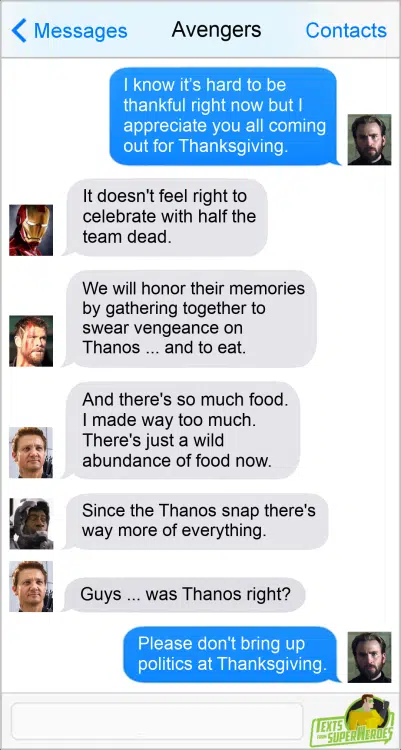 Messages
Avengers
Contacts
I know it’s hard to be
thankful right now but I
appreciate you all coming
out for Thanksgiving.
It doesn't feel right to
celebrate with half the
team dead.
We will honor their memories
by gathering together to
swear vengeance on
Thanos ... and to eat.
And there's so much food.
I made way too much.
There's just a wild
abundance of food now.
Since the Thanos snap there's
way more of everything.
Guys ... was Thanos right?
Please don't bring up
politics at Thanksgiving.
TEXTS
FROM SUPERHEROES